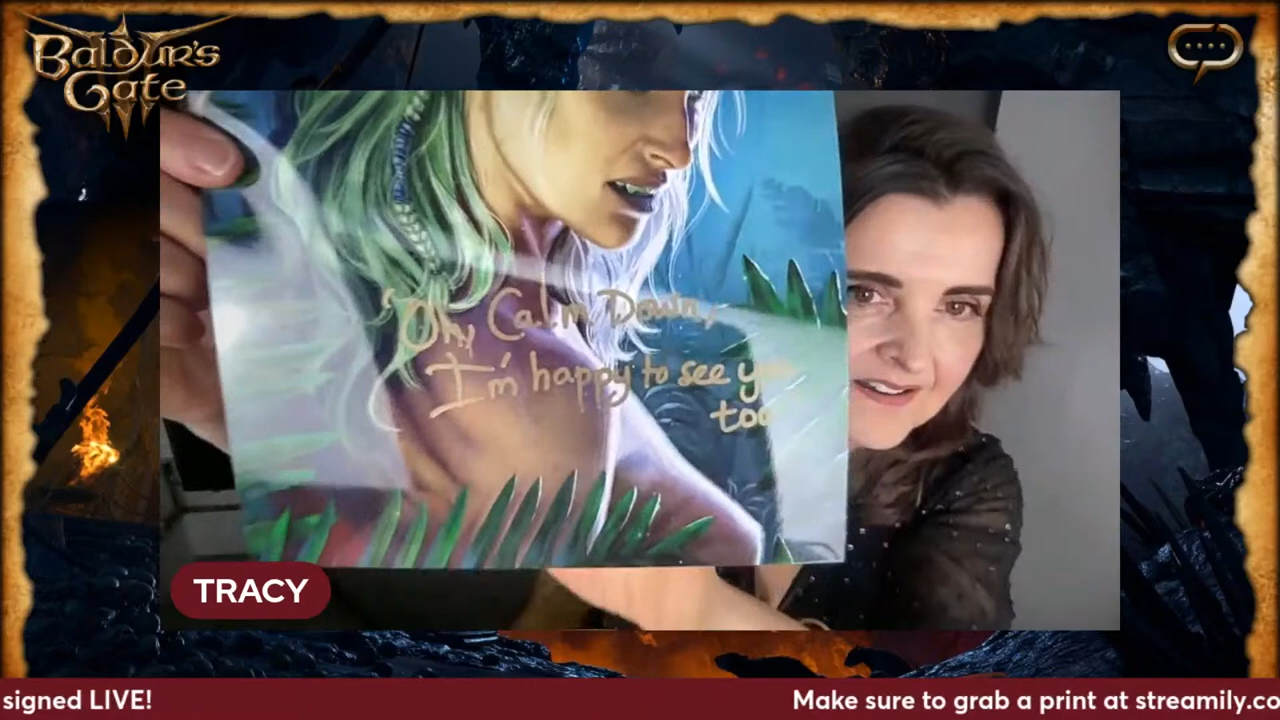 Baldur's
Gate
III
"Oh, Calm Down,
I'm happy to see you
too
TRACY
signed LIVE!
Make sure to grab a print at streamily.co